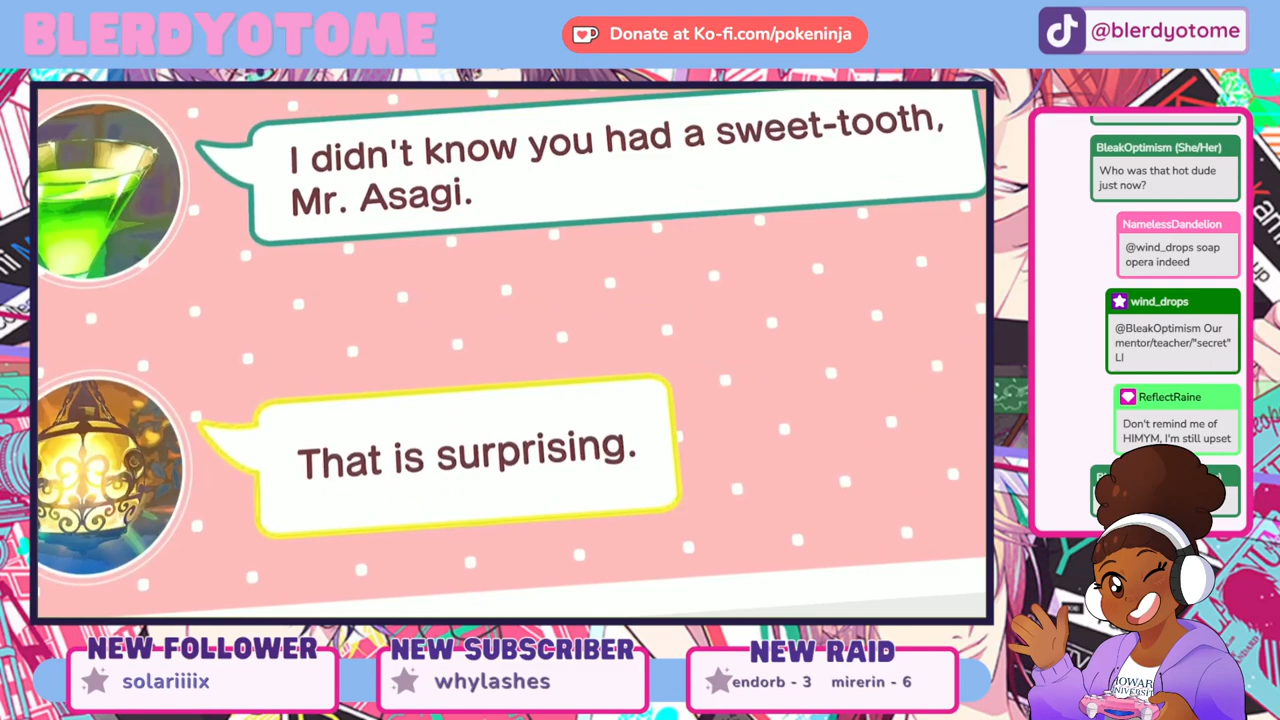 BLERDYOTOME
Donate at Ko-fi.com/pokeninja
@blerdyotome
I didn't know you had a sweet-tooth,
Mr. Asagi.
That is surprising.
BleakOptimism (She/Her)
Who was that hot dude
just now?
NamelessDandelion
@wind_drops soap
opera indeed
wind_drops
@BleakOptimism Our
mentor/teacher/"secret"
LI
ReflectRaine
Don't remind me of
HIMYM, I'm still upset
NEW FOLLOWER
solariiiix
NEW SUBSCRIBER
whylashes
NEW RAID
endorb - 3 mirerin - 6